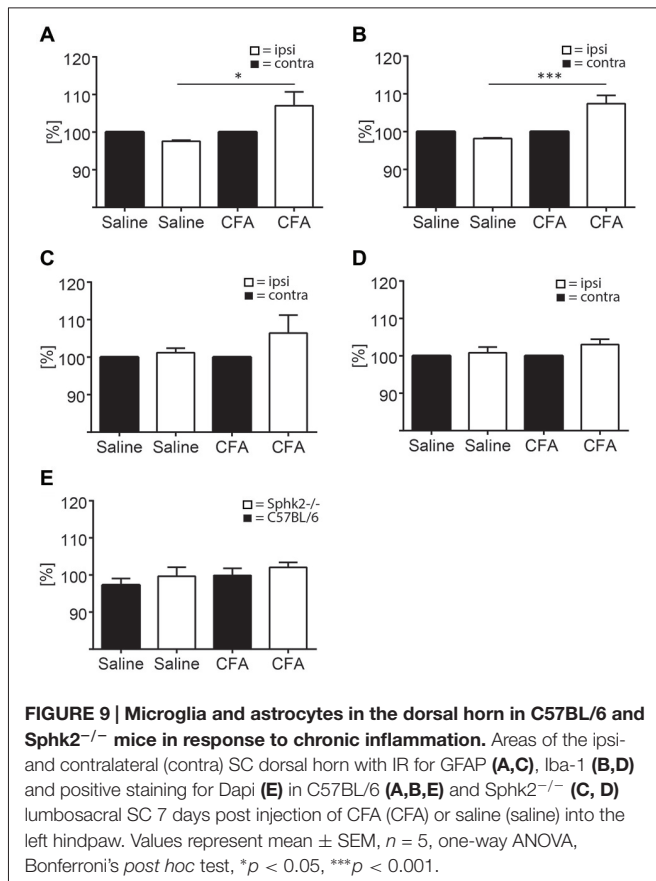 A
B
= ipsi
= contra
*
120
110
100
90
[%]
Saline Saline CFA CFA
= ipsi
= contra
***
120
110
100
90
[%]
Saline Saline CFA CFA
C
D
= ipsi
= contra
120
110
100
90
[%]
Saline Saline CFA CFA
= ipsi
= contra
120
110
100
90
[%]
Saline Saline CFA CFA
E
= Sphk2-/-
= C57BL/6
120
110
100
90
[%]
Saline Saline CFA CFA
FIGURE 9 | Microglia and astrocytes in the dorsal horn in C57BL/6 and
Sphk2−/− mice in response to chronic inflammation. Areas of the ipsi-
and contralateral (contra) SC dorsal horn with IR for GFAP (A,C), Iba-1 (B,D)
and positive staining for Dapi (E) in C57BL/6 (A,B,E) and Sphk2−/− (C, D)
lumbosacral SC 7 days post injection of CFA (CFA) or saline (saline) into the
left hindpaw. Values represent mean ± SEM, n = 5, one-way ANOVA,
Bonferroni's post hoc test, *p < 0.05, ***p < 0.001.